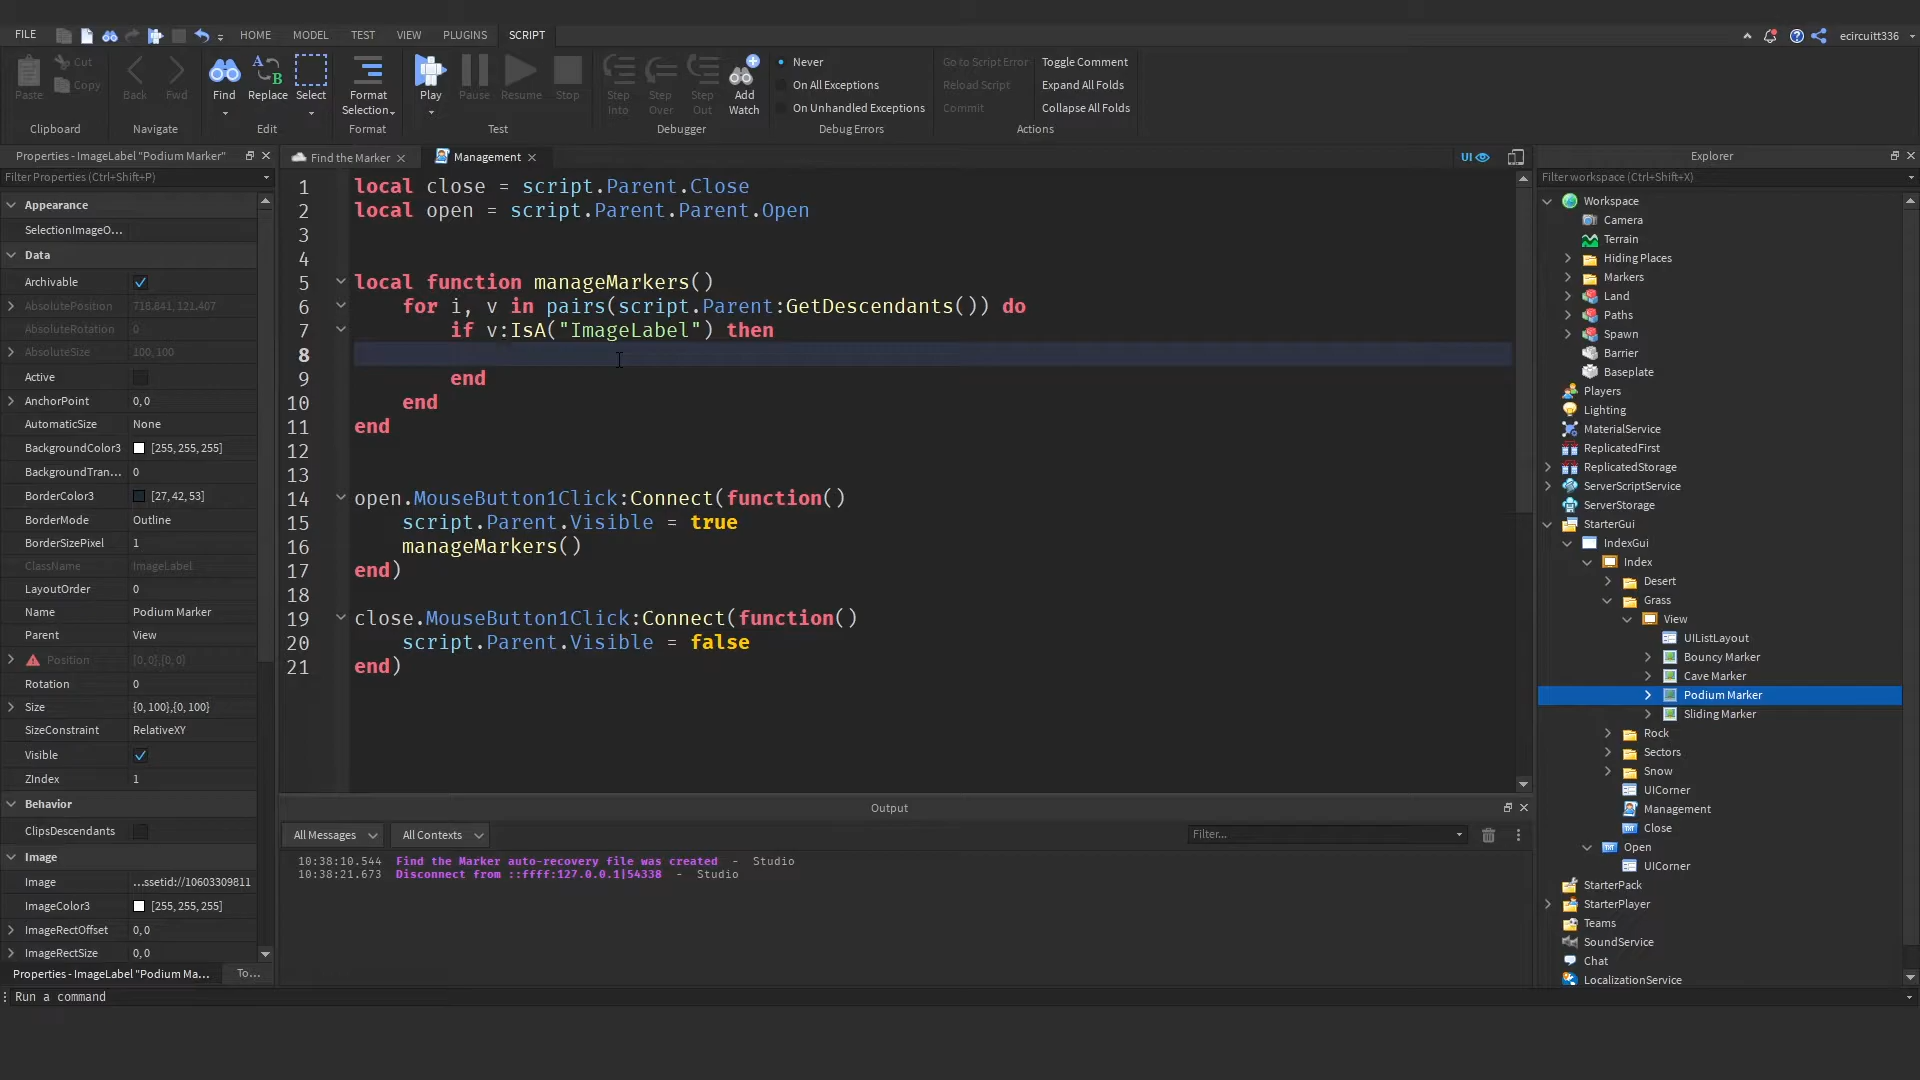 FILE HOME MODEL TEST VIEW PLUGINS SCRIPT ecircuitt336
Paste Cut Copy Back Fwd Find Replace Select Format Selection Play Pause Resume Stop Step Into Step Over Step Out Add Watch
Never
On All Exceptions
On Unhandled Exceptions
Go to Script Error
Reload Script
Commit
Toggle Comment
Expand All Folds
Collapse All Folds
Clipboard Navigate Edit Format Test Debugger Debug Errors Actions
Properties - ImageLabel "Podium Marker"
Filter Properties (Ctrl+Shift+P)
Appearance
SelectionImageO...
Data
Archivable
AbsolutePosition 718.841, 121.407
AbsoluteRotation 0
AbsoluteSize 100, 100
Active
AnchorPoint 0, 0
AutomaticSize None
BackgroundColor3 [255, 255, 255]
BackgroundTran... 0
BorderColor3 [27, 42, 53]
BorderMode Outline
BorderSizePixel 1
ClassName ImageLabel
LayoutOrder 0
Name Podium Marker
Parent View
Position {0, 0},{0, 0}
Rotation 0
Size {0, 100},{0, 100}
SizeConstraint RelativeXY
Visible
ZIndex 1
Behavior
ClipsDescendants
Image
Image ...ssetid://10603309811
ImageColor3 [255, 255, 255]
ImageRectOffset 0, 0
ImageRectSize 0, 0
Properties - ImageLabel "Podium Ma... To...
Run a command
Find the Marker Management UI
1 local close = script.Parent.Close
2 local open = script.Parent.Parent.Open
3
4
5 local function manageMarkers()
6 for i, v in pairs(script.Parent:GetDescendants()) do
7 if v:IsA("ImageLabel") then
8
9 end
10 end
11 end
12
13
14 open.MouseButton1Click:Connect(function()
15 script.Parent.Visible = true
16 manageMarkers()
17 end)
18
19 close.MouseButton1Click:Connect(function()
20 script.Parent.Visible = false
21 end)
Output
All Messages All Contexts Filter...
10:38:10.544 Find the Marker auto-recovery file was created - Studio
10:38:21.673 Disconnect from ::ffff:127.0.0.1|54338 - Studio
Explorer
Filter workspace (Ctrl+Shift+X)
Workspace
Camera
Terrain
Hiding Places
Markers
Land
Paths
Spawn
Barrier
Baseplate
Players
Lighting
MaterialService
ReplicatedFirst
ReplicatedStorage
ServerScriptService
ServerStorage
StarterGui
IndexGui
Index
Desert
Grass
View
UIListLayout
Bouncy Marker
Cave Marker
Podium Marker
Sliding Marker
Rock
Sectors
Snow
UICorner
Management
Close
Open
UICorner
StarterPack
StarterPlayer
Teams
SoundService
Chat
LocalizationService